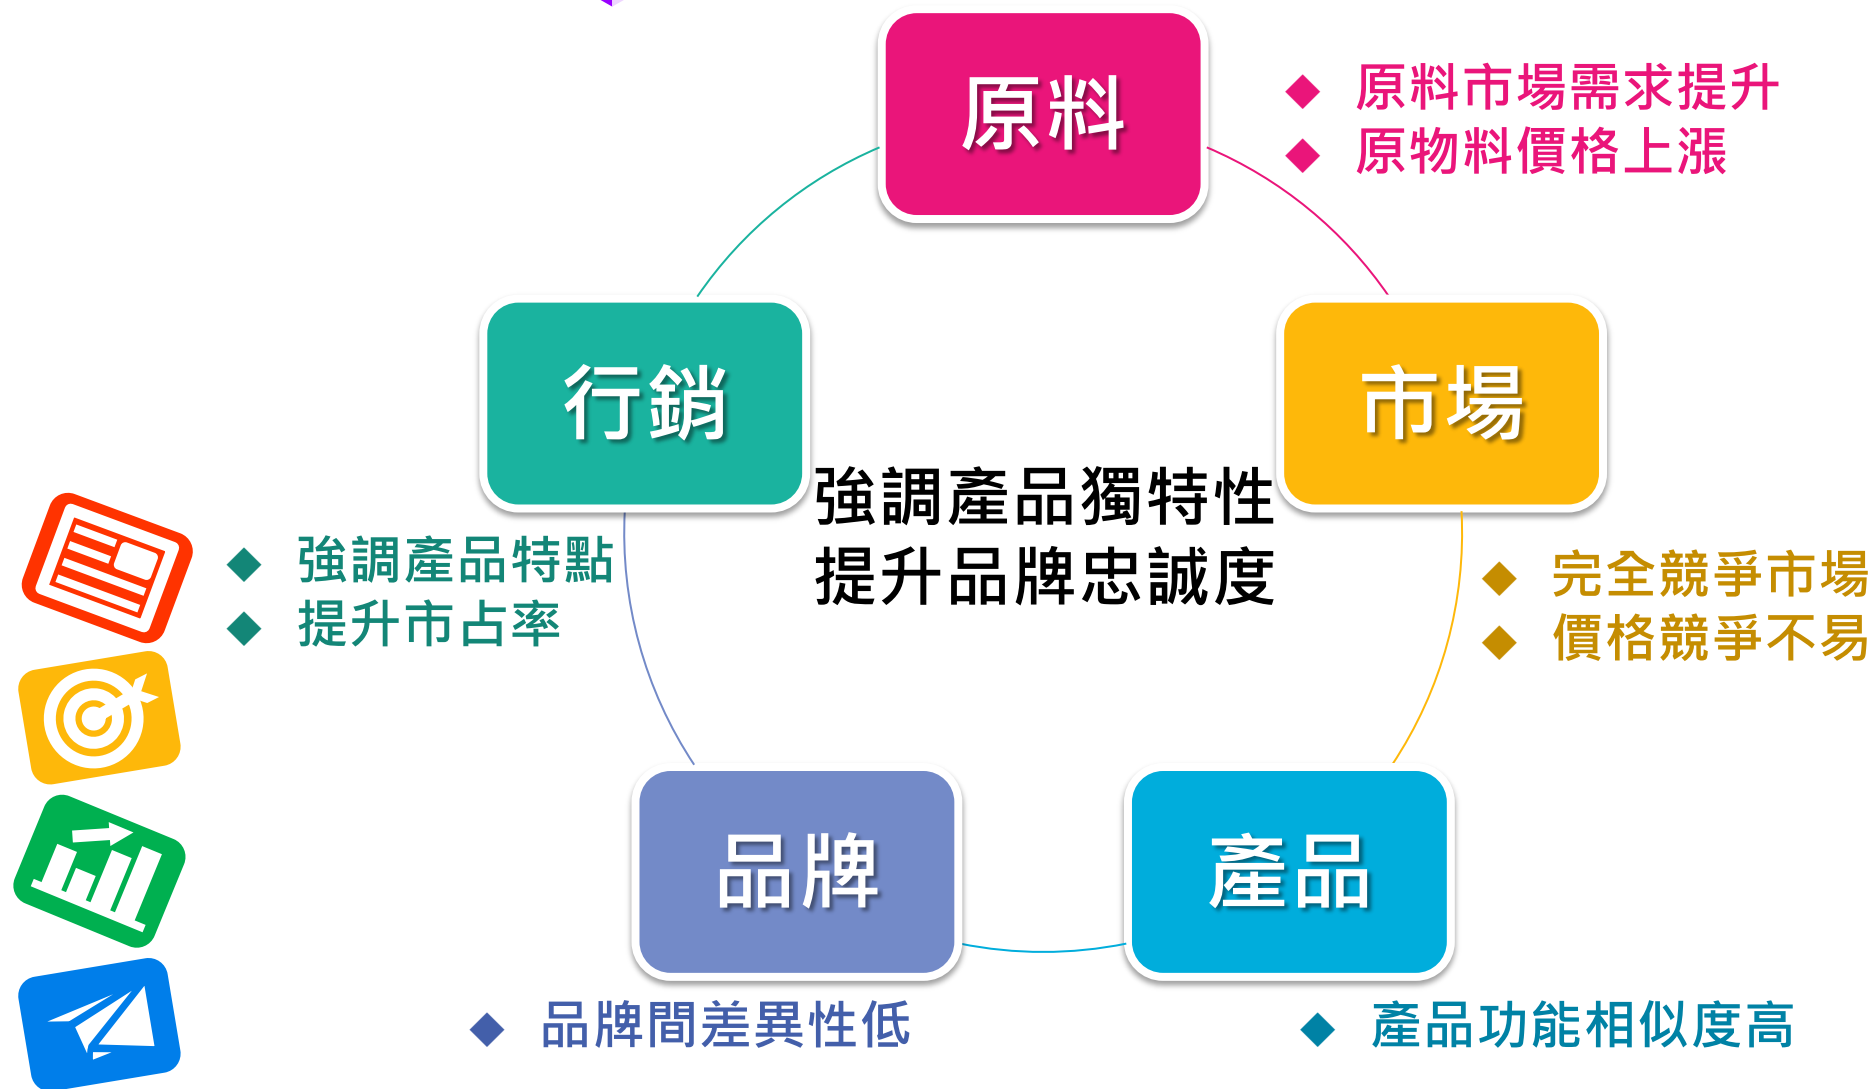 原料
◆ 原料市場需求提升
◆ 原物料價格上漲
行銷
市場
強調產品獨特性
提升品牌忠誠度
◆ 強調產品特點
◆ 提升市占率
◆ 完全競爭市場
◆ 價格競爭不易
品牌
產品
◆ 品牌間差異性低
◆ 產品功能相似度高